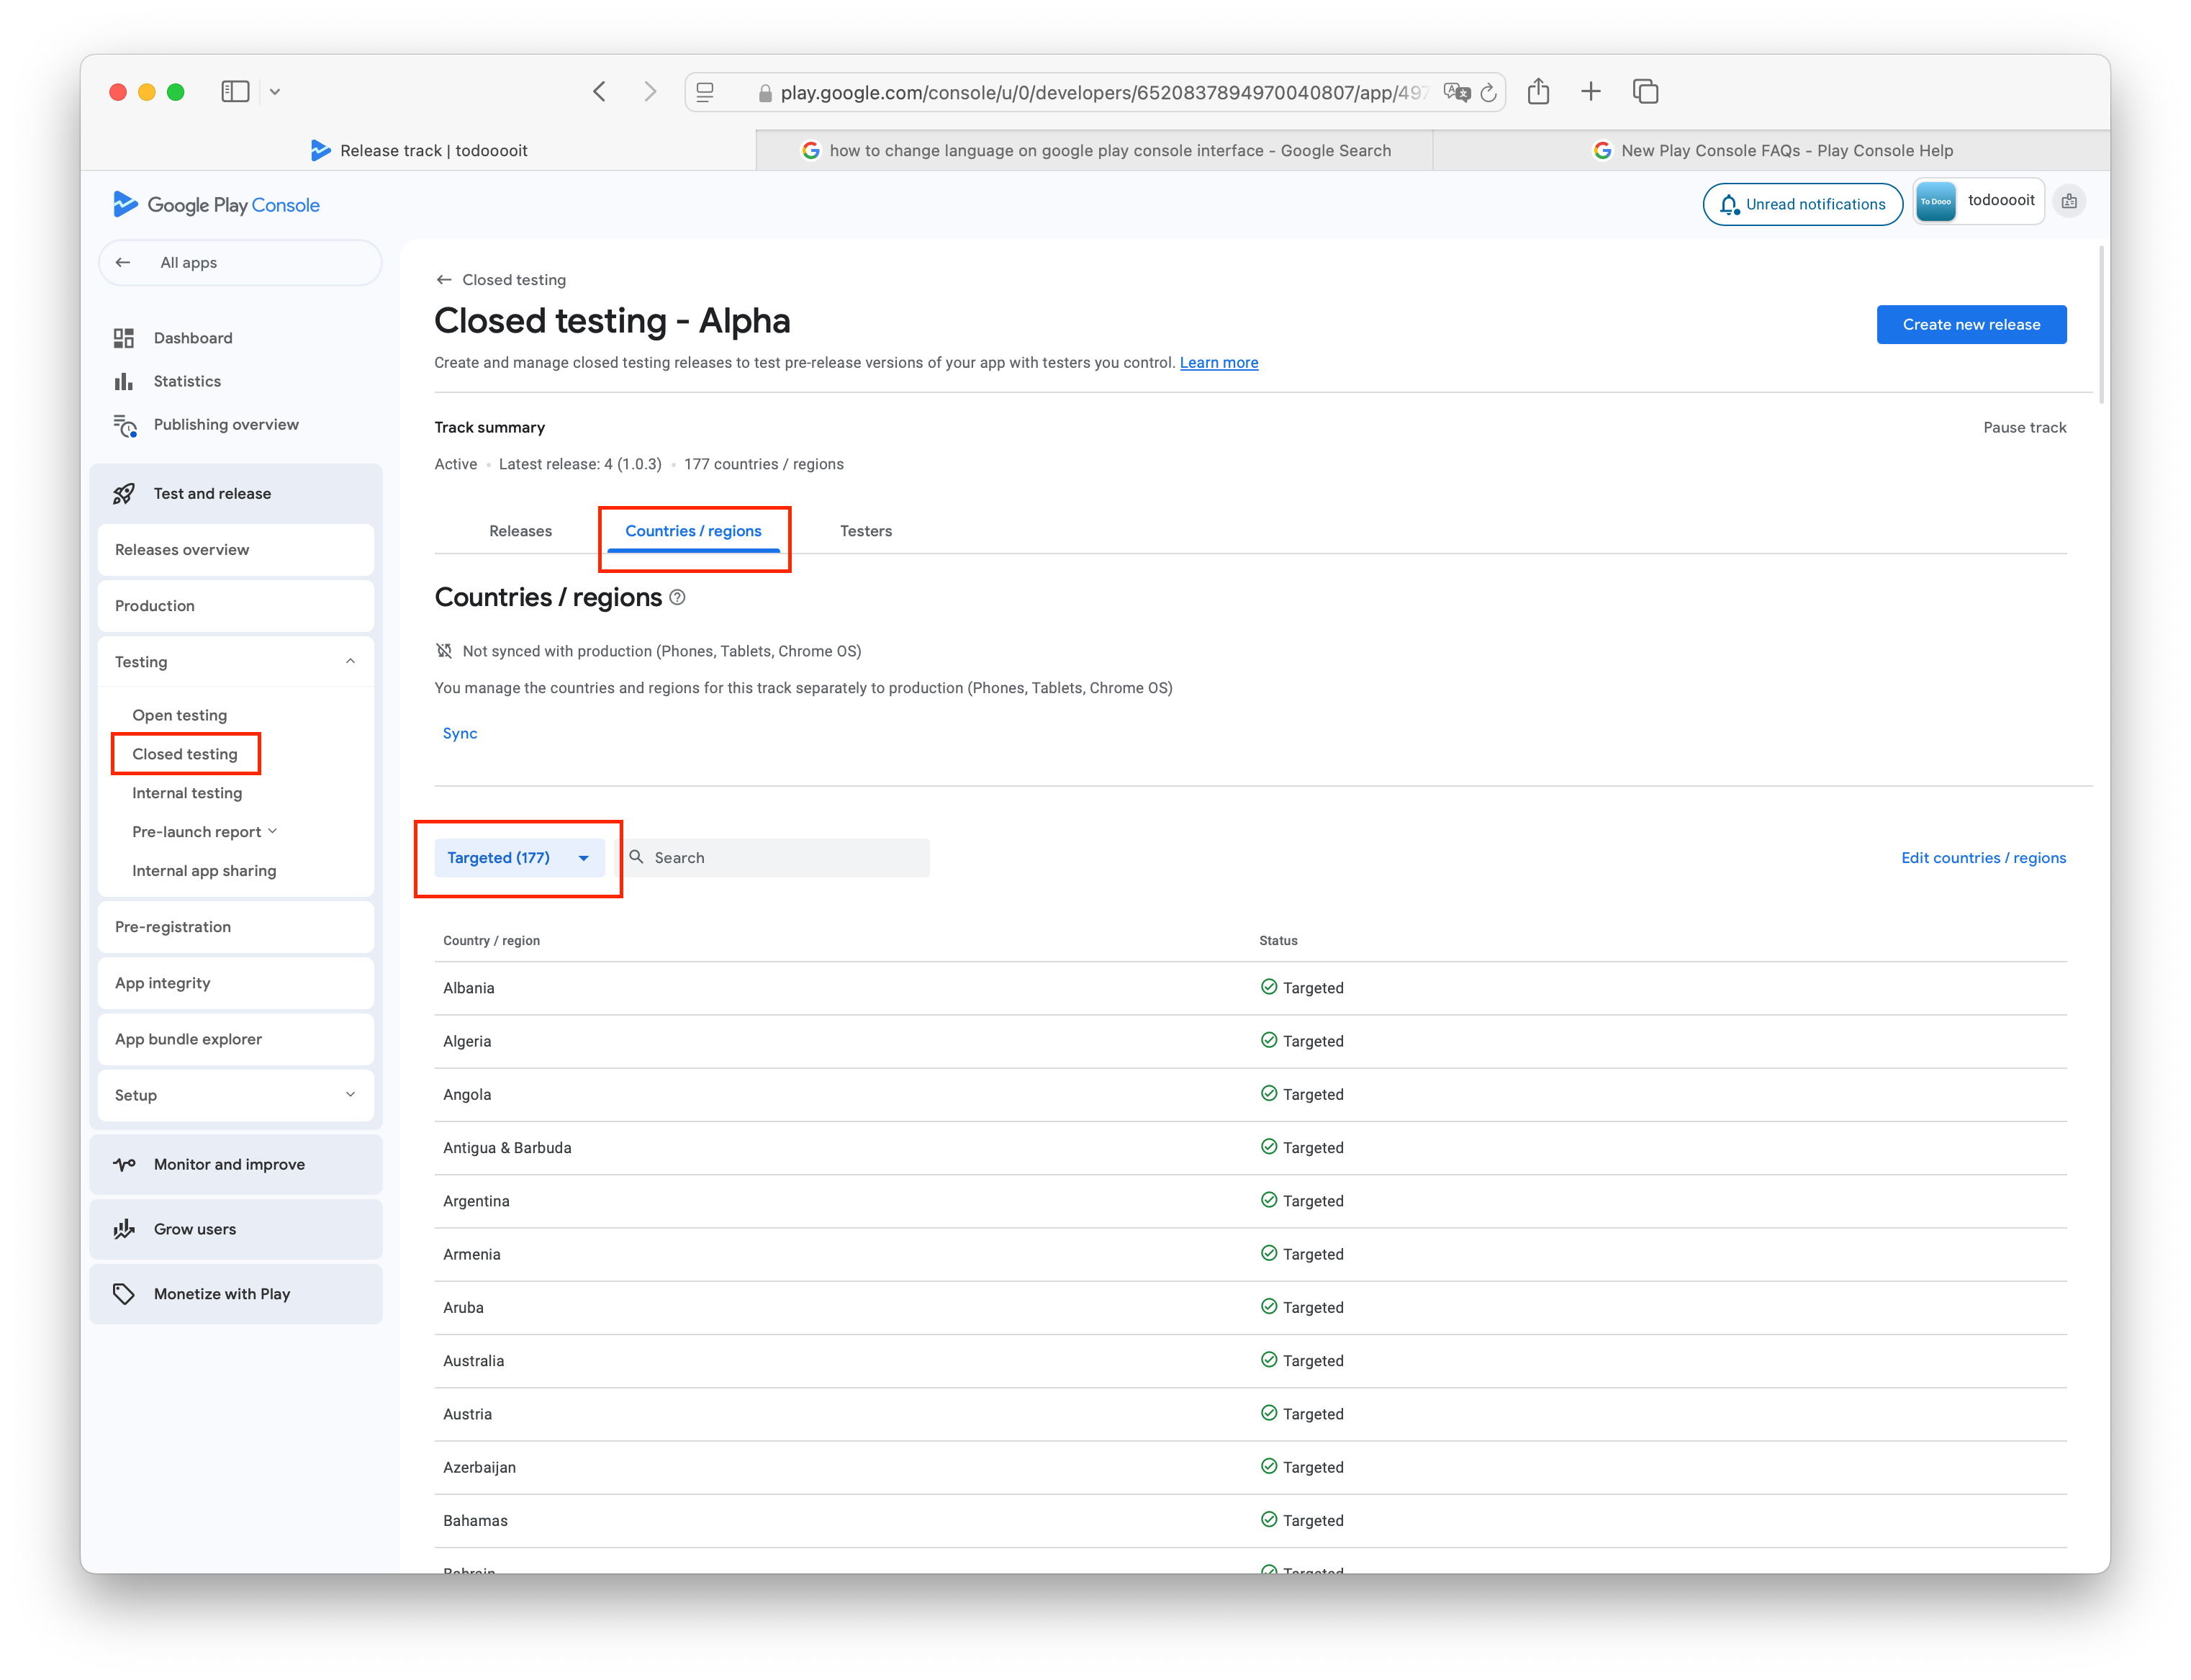 play.google.com/console/u/0/developers/6520837894970040807/app/497
Release track | todooooit
how to change language on google play console interface - Google Search
New Play Console FAQs - Play Console Help
Google Play Console
Unread notifications
To Dooo
todooooit
All apps
Dashboard
Statistics
Publishing overview
Test and release
Releases overview
Production
Testing
Open testing
Closed testing
Internal testing
Pre-launch report
Internal app sharing
Pre-registration
App integrity
App bundle explorer
Setup
Monitor and improve
Grow users
Monetize with Play
Closed testing
Closed testing - Alpha
Create new release
Create and manage closed testing releases to test pre-release versions of your app with testers you control. Learn more
Track summary
Pause track
Active • Latest release: 4 (1.0.3) • 177 countries / regions
Releases
Countries / regions
Testers
Countries / regions
Not synced with production (Phones, Tablets, Chrome OS)
You manage the countries and regions for this track separately to production (Phones, Tablets, Chrome OS)
Sync
Targeted (177)
Search
Edit countries / regions
Country / region Status
Albania Targeted
Algeria Targeted
Angola Targeted
Antigua & Barbuda Targeted
Argentina Targeted
Armenia Targeted
Aruba Targeted
Australia Targeted
Austria Targeted
Azerbaijan Targeted
Bahamas Targeted
Bahrain Targeted